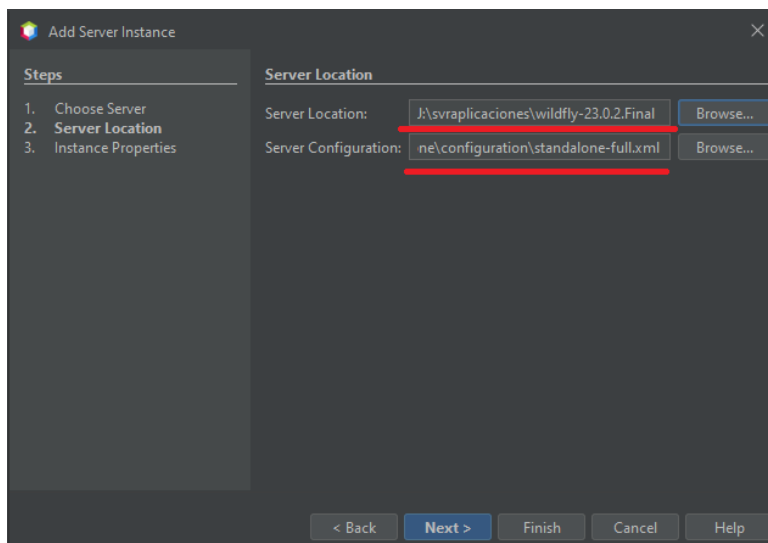 Add Server Instance
Steps
1. Choose Server
2. Server Location
3. Instance Properties
Server Location
Server Location: J:\svraplicaciones\wildfly-23.0.2.Final Browse...
Server Configuration: ne\configuration\standalone-full.xml Browse...
< Back Next > Finish Cancel Help